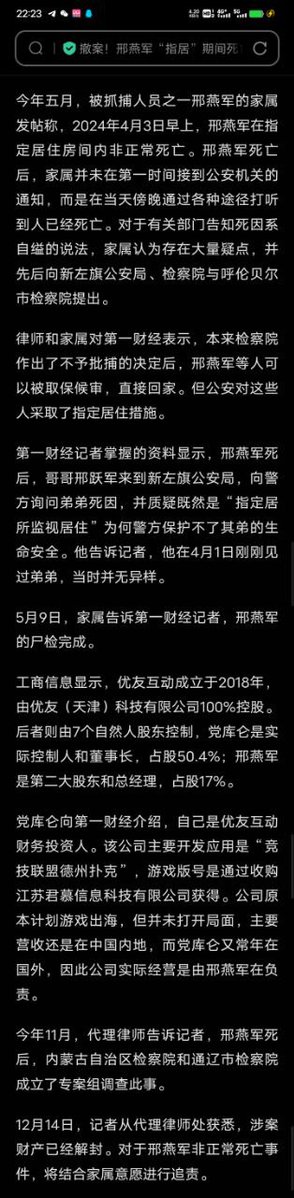 22:23
撤案！邢燕军“指居”期间死
今年五月，被抓捕人员之一邢燕军的家属
发帖称，2024年4月3日早上，邢燕军在指
定居住房间内非正常死亡。邢燕军死亡
后，家属并未在第一时间接到公安机关的
通知，而是在当天傍晚通过各种途径打听
到人已经死亡。对于有关部门告知死因系
自缢的说法，家属认为存在大量疑点，并
先后向新左旗公安局、检察院与呼伦贝尔
市检察院提出。
律师和家属对第一财经表示，本来检察院
作出了不予批捕的决定后，邢燕军等人可
以被取保候审，直接回家。但公安对这些
人采取了指定居住措施。
第一财经记者掌握的资料显示，邢燕军死
后，哥哥邢跃军来到新左旗公安局，向警
方询问弟弟死因，并质疑既然是“指定居
所监视居住”为何警方保护不了其弟的生
命安全。他告诉记者，他在4月1日刚刚见
过弟弟，当时并无异样。
5月9日，家属告诉第一财经记者，邢燕军
的尸检完成。
工商信息显示，优友互动成立于2018年，
由优友（天津）科技有限公司100%控股。
后者则由7个自然人股东控制，党库仑是实
际控制人和董事长，占股50.4%；邢燕军
是第二大股东和总经理，占股17%。
党库仑向第一财经介绍，自己是优友互动
财务投资人。该公司主要开发应用是“竞
技联盟德州扑克”，游戏版号是通过收购
江苏君慕信息科技有限公司获得。公司原
本计划游戏出海，但并未打开局面，主要
营收还是在中国内地，而党库仑又常年在
国外，因此公司实际经营是由邢燕军在负
责。
今年11月，代理律师告诉记者，邢燕军死
后，内蒙古自治区检察院和通辽市检察院
成立了专案组调查此事。
12月14日，记者从代理律师处获悉，涉案
财产已经解封。对于邢燕军非正常死亡事
件，将结合家属意愿进行追责。